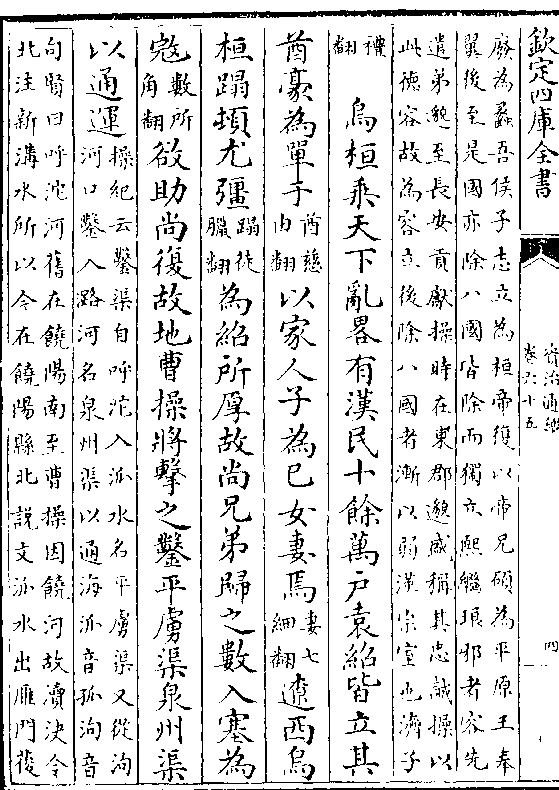 欽定四庫全書
資治通鑑
卷六十五
四
廢為蠡吾侯子志立為桓帝復以帝兄碩為平原王奉
翼後至是國亦除八國皆除而獨立熙繼琅邪者容先
遣弟邈至長安貢獻操時在東郡邈盛稱其忠誠操以
此德容故為容立後除八國者漸以弱漢宗室也濟子
禮翻
烏桓乘天下亂畧有漢民十餘萬戶袁紹皆立其
酋豪為單于酋慈由翻以家人子為己女妻焉妻七細翻遼西烏
桓蹋頓尤彊蹋徒臘翻為紹所厚故尚兄弟歸之數入塞為
寇數所角翻欲助尚復故地曹操將擊之鑿平虜渠泉州渠
以通運操紀云鑿渠自呼沱入泒水名平虜渠又從泃
河口鑿入潞河名泉州渠以通海泒音孤泃音
句賢曰呼沱河舊在饒陽南至曹操因饒河故瀆決令
北注新溝水所以今在饒陽縣北說文泒水出雁門葰